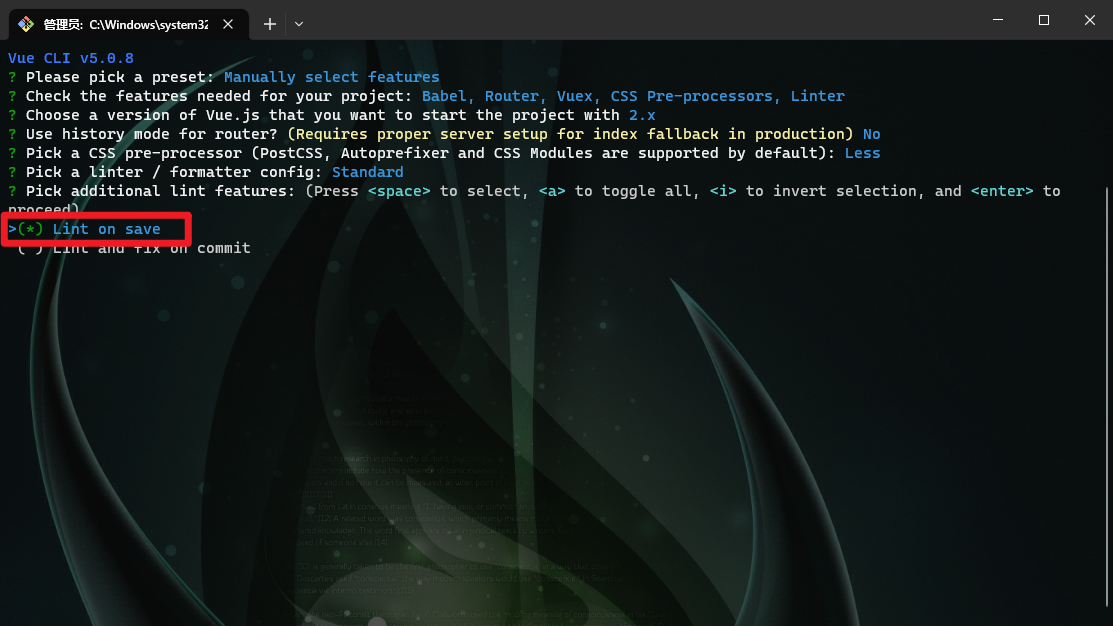 管理员: C:\Windows\system32
Vue CLI v5.0.8
? Please pick a preset: Manually select features
? Check the features needed for your project: Babel, Router, Vuex, CSS Pre-processors, Linter
? Choose a version of Vue.js that you want to start the project with 2.x
? Use history mode for router? (Requires proper server setup for index fallback in production) No
? Pick a CSS pre-processor (PostCSS, Autoprefixer and CSS Modules are supported by default): Less
? Pick a linter / formatter config: Standard
? Pick additional lint features: (Press <space> to select, <a> to toggle all, <i> to invert selection, and <enter> to
proceed)
>(*) Lint on save
( ) Lint and fix on commit